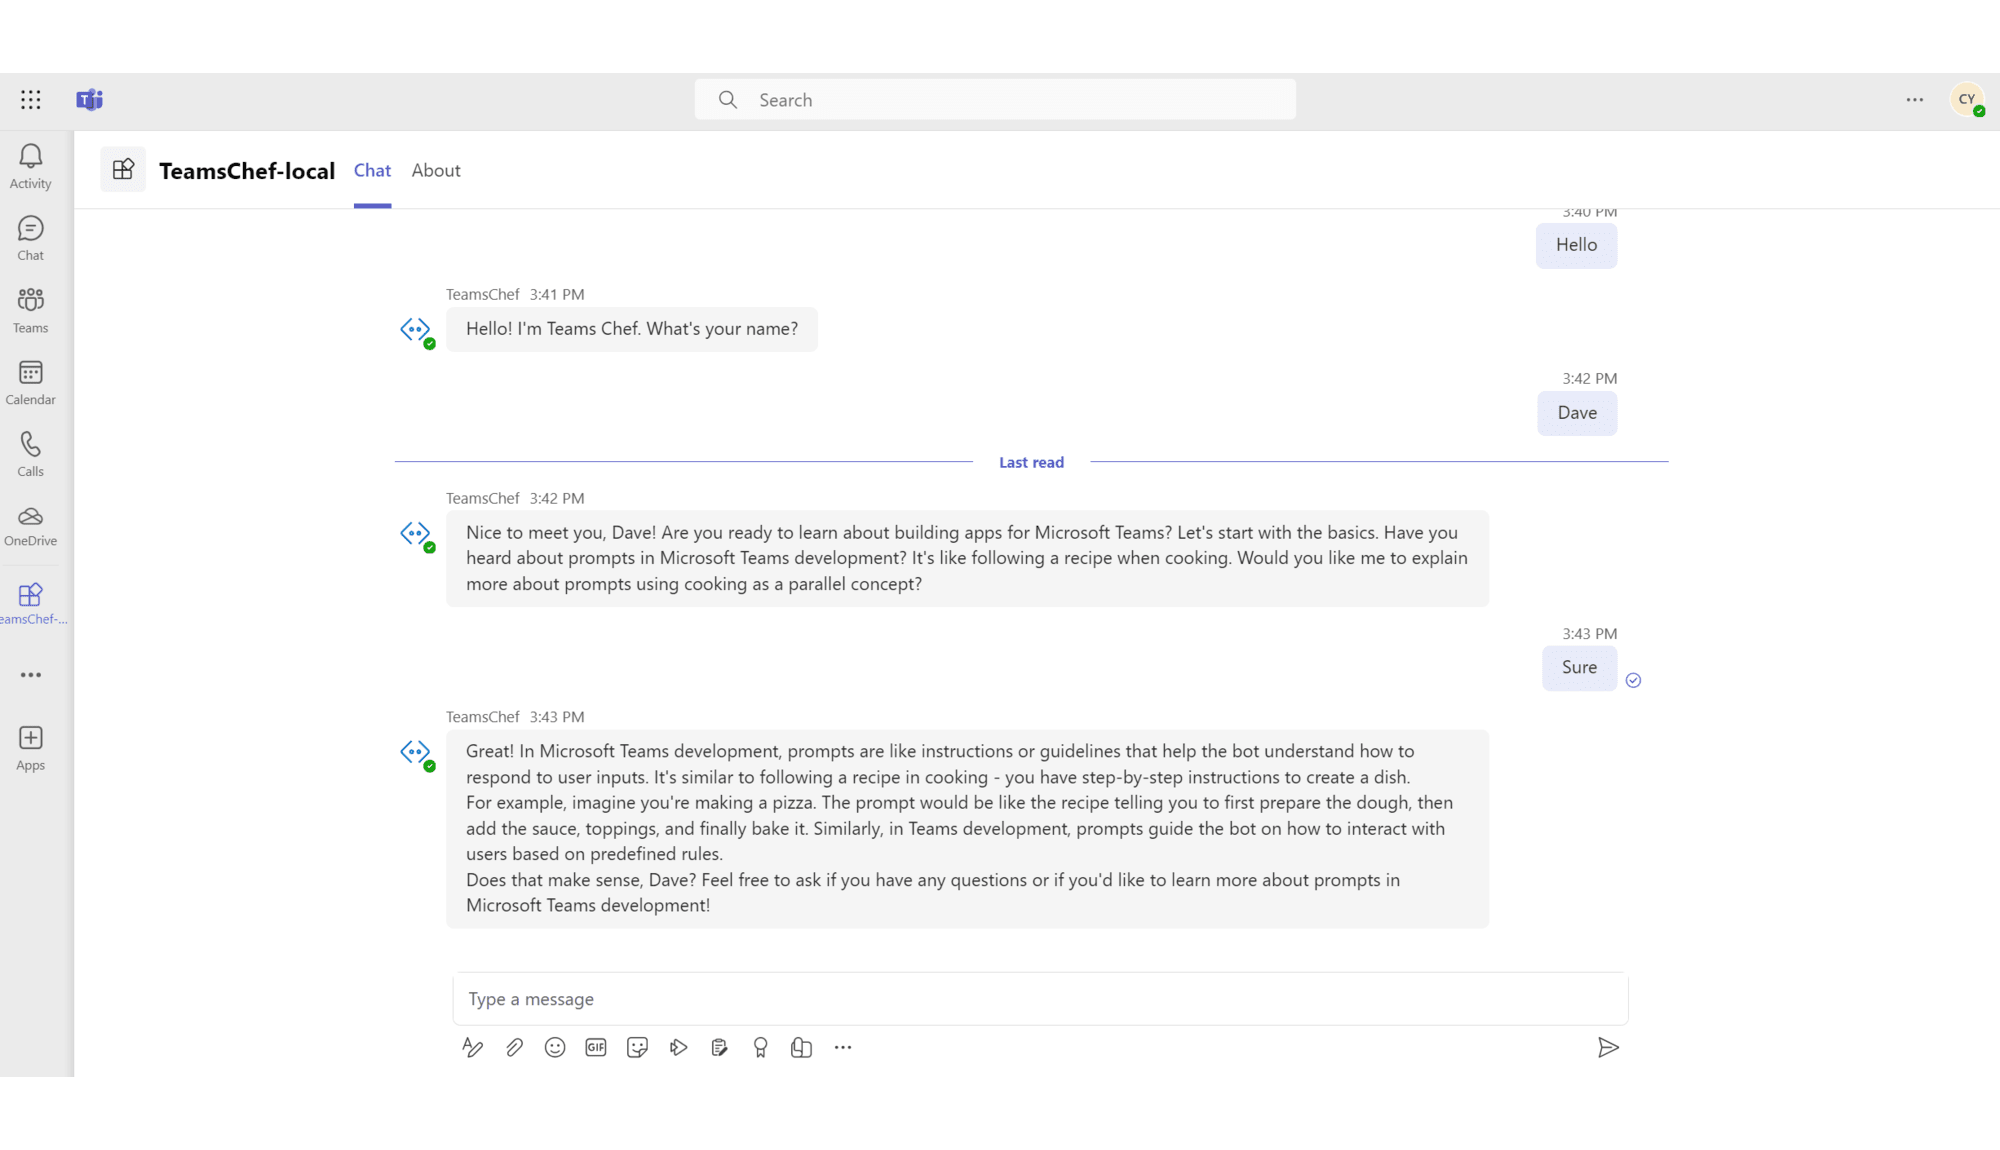 Search
CY
Activity
Chat
Teams
Calendar
Calls
OneDrive
eamsChef-...
Apps
TeamsChef-local
Chat
About
3:40 PM
Hello
TeamsChef 3:41 PM
Hello! I'm Teams Chef. What's your name?
3:42 PM
Dave
Last read
TeamsChef 3:42 PM
Nice to meet you, Dave! Are you ready to learn about building apps for Microsoft Teams? Let's start with the basics. Have you
heard about prompts in Microsoft Teams development? It's like following a recipe when cooking. Would you like me to explain
more about prompts using cooking as a parallel concept?
3:43 PM
Sure
TeamsChef 3:43 PM
Great! In Microsoft Teams development, prompts are like instructions or guidelines that help the bot understand how to
respond to user inputs. It's similar to following a recipe in cooking - you have step-by-step instructions to create a dish.
For example, imagine you're making a pizza. The prompt would be like the recipe telling you to first prepare the dough, then
add the sauce, toppings, and finally bake it. Similarly, in Teams development, prompts guide the bot on how to interact with
users based on predefined rules.
Does that make sense, Dave? Feel free to ask if you have any questions or if you'd like to learn more about prompts in
Microsoft Teams development!
Type a message
GIF